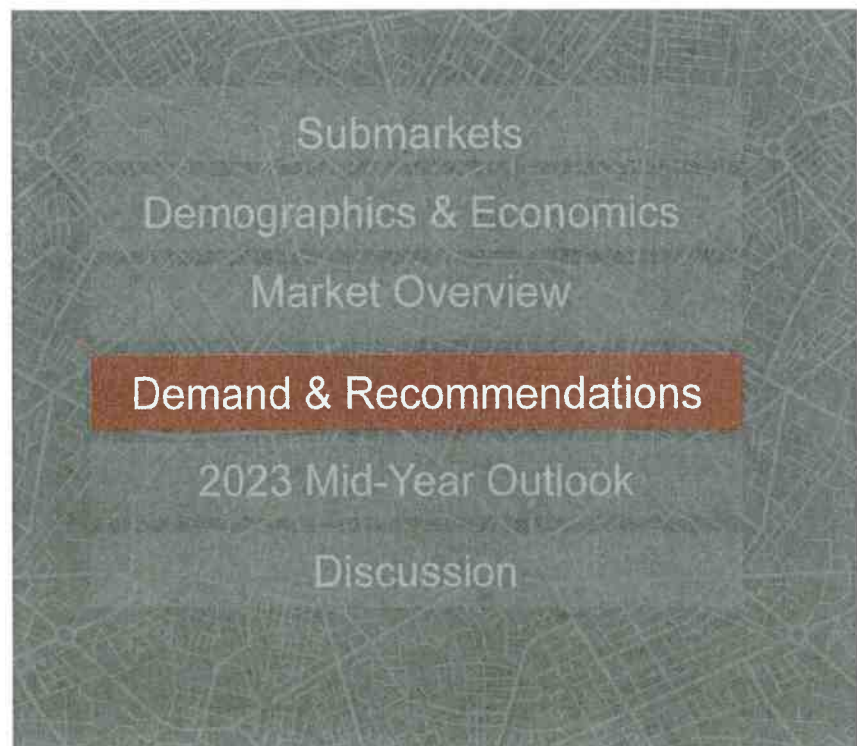 Submarkets
Demographics & Economics
Market Overview
Demand & Recommendations
2023 Mid-Year Outlook
Discussion